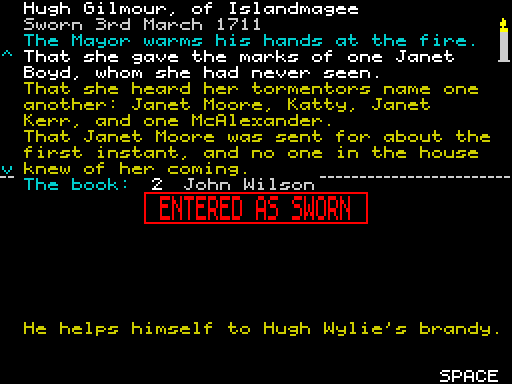 Hugh Gilmour, of Islandmagee
Sworn 3rd March 1711
The Mayor warms his hands at the fire.
^ That she gave the marks of one Janet
Boyd, whom she had never seen.
That she heard her tormentors name one
another: Janet Moore, Katty, Janet
Kerr, and one McAlexander.
That Janet Moore was sent for about the
first instant, and no one in the house
v knew of her coming.
The book: 2 John Wilson
ENTERED AS SWORN
He helps himself to Hugh Wylie's brandy.
SPACE